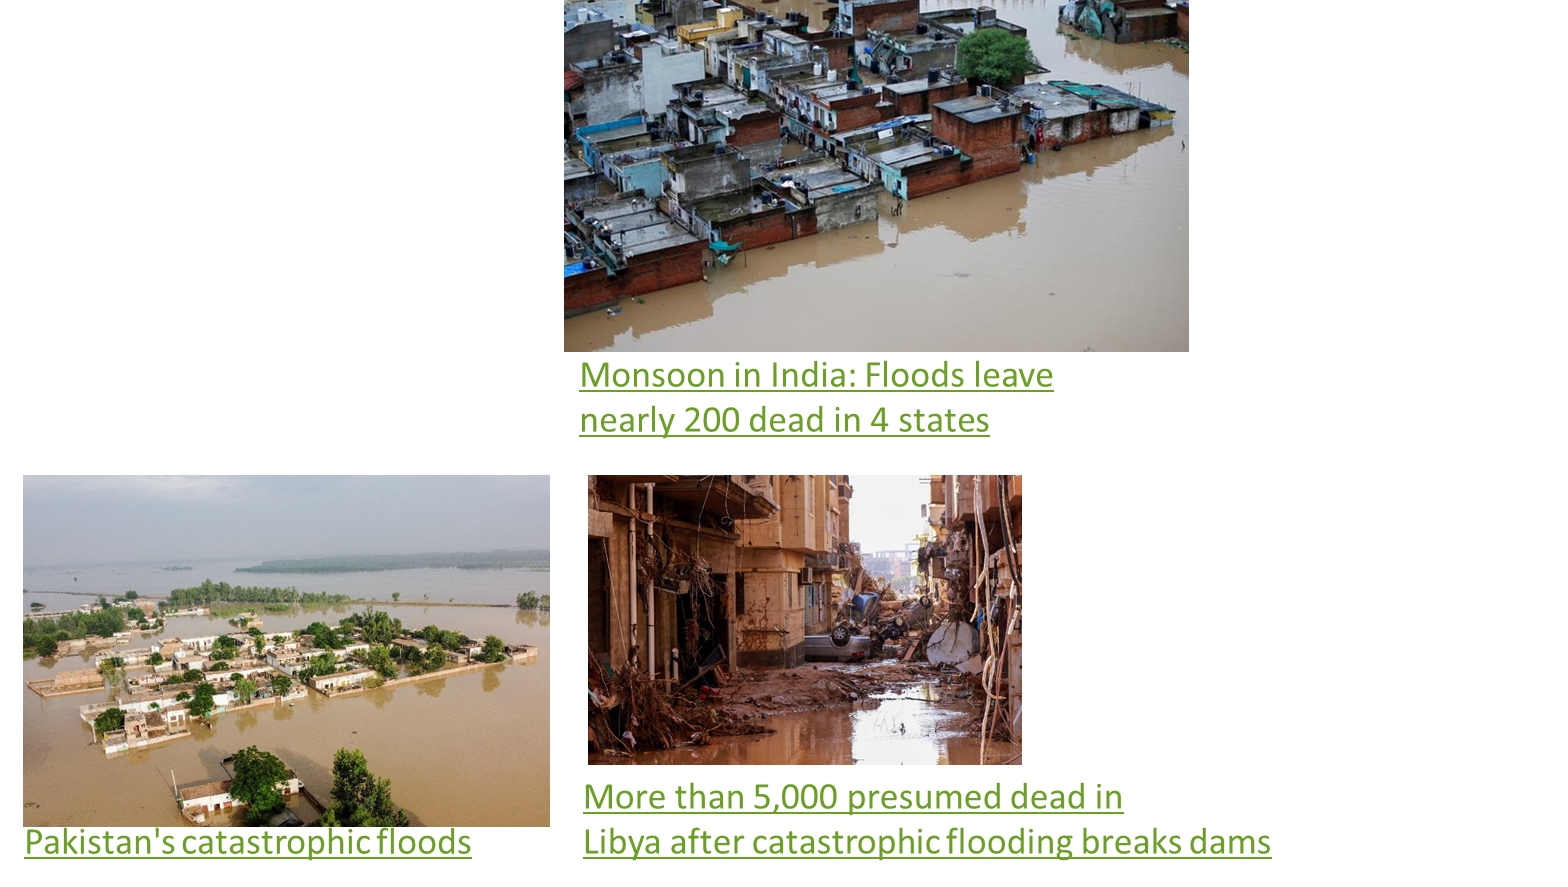 Monsoon in India: Floods leave
nearly 200 dead in 4 states
Pakistan's catastrophic floods
More than 5,000 presumed dead in
Libya after catastrophic flooding breaks dams